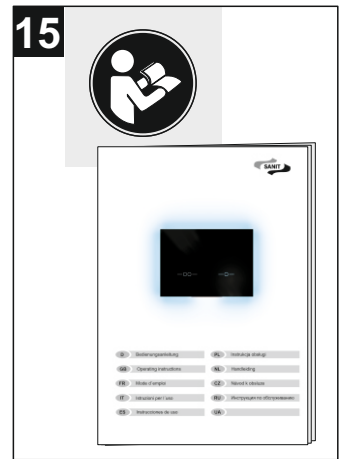 15
SANIT
D Bedienungsanleitung
GB Operating instructions
FR Mode d'emploi
IT Istruzioni per l'uso
ES Instrucciones de uso
PL Instrukcja obsługi
NL Handleiding
CZ Návod k obsluze
RU Инструкция по обслуживанию
UA